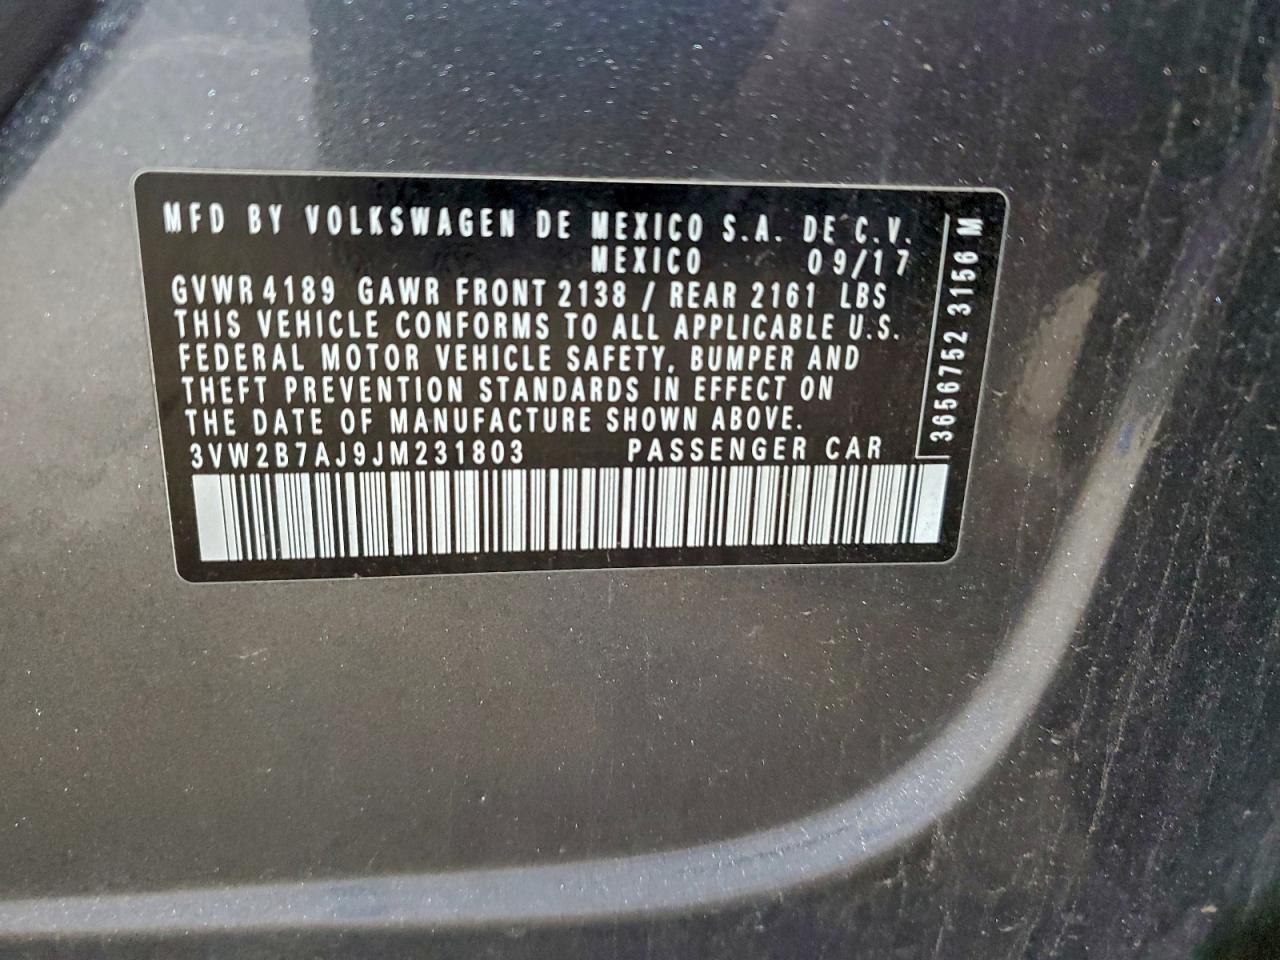 MFD BY VOLKSWAGEN DE MEXICO S.A. DE C.V.
MEXICO 09/17
GVWR 4189 GAWR FRONT 2138 / REAR 2161 LBS
THIS VEHICLE CONFORMS TO ALL APPLICABLE U.S.
FEDERAL MOTOR VEHICLE SAFETY, BUMPER AND
THEFT PREVENTION STANDARDS IN EFFECT ON
THE DATE OF MANUFACTURE SHOWN ABOVE.
3VW2B7AJ9JM231803 PASSENGER CAR
3656752 3156 M